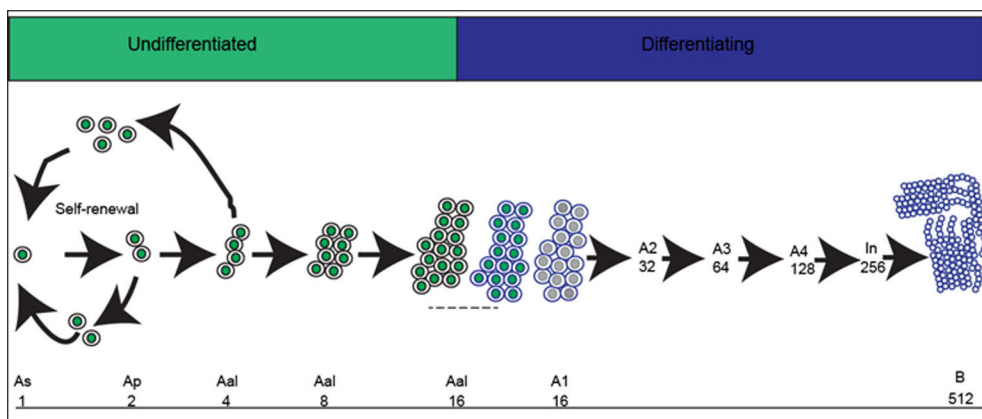 Undifferentiated
Differentiating
Self-renewal
A2
32
A3
64
A4
128
In
256
As
1
Ap
2
Aal
4
Aal
8
Aal
16
A1
16
B
512